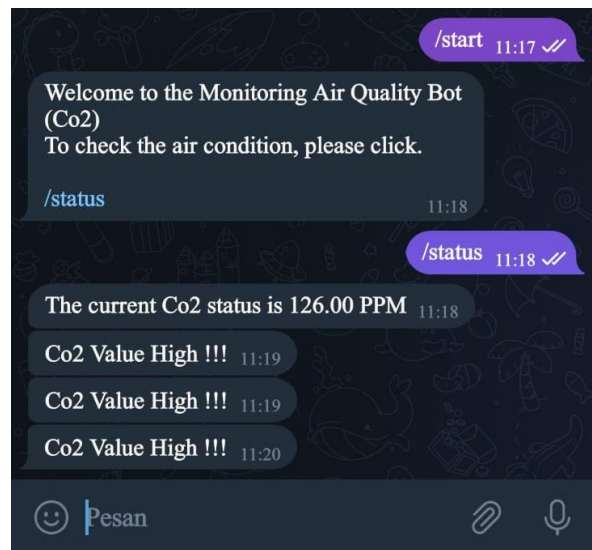 /start 11:17
Welcome to the Monitoring Air Quality Bot
(Co2)
To check the air condition, please click.
/status
11:18
/status 11:18
The current Co2 status is 126.00 PPM 11:18
Co2 Value High !!! 11:19
Co2 Value High !!! 11:19
Co2 Value High !!! 11:20
Pesan